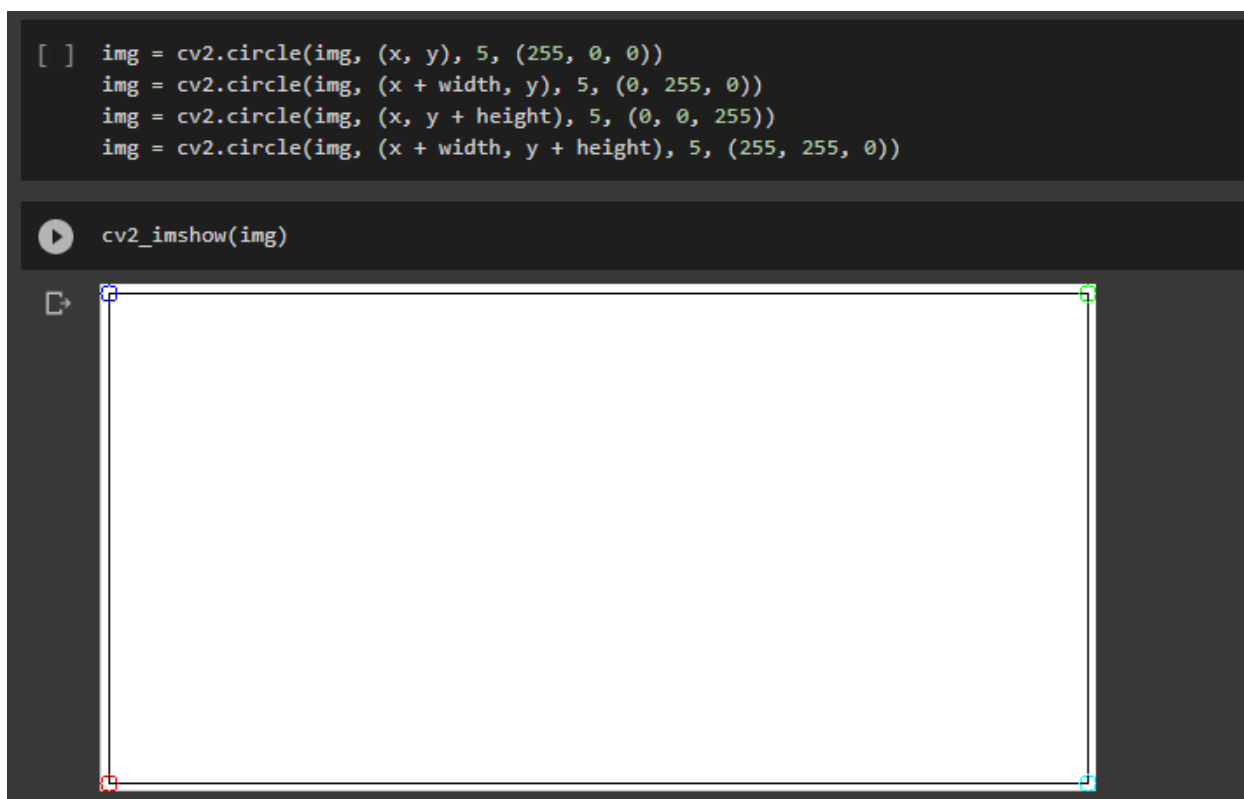 [ ] img = cv2.circle(img, (x, y), 5, (255, 0, 0))
img = cv2.circle(img, (x + width, y), 5, (0, 255, 0))
img = cv2.circle(img, (x, y + height), 5, (0, 0, 255))
img = cv2.circle(img, (x + width, y + height), 5, (255, 255, 0))
cv2_imshow(img)